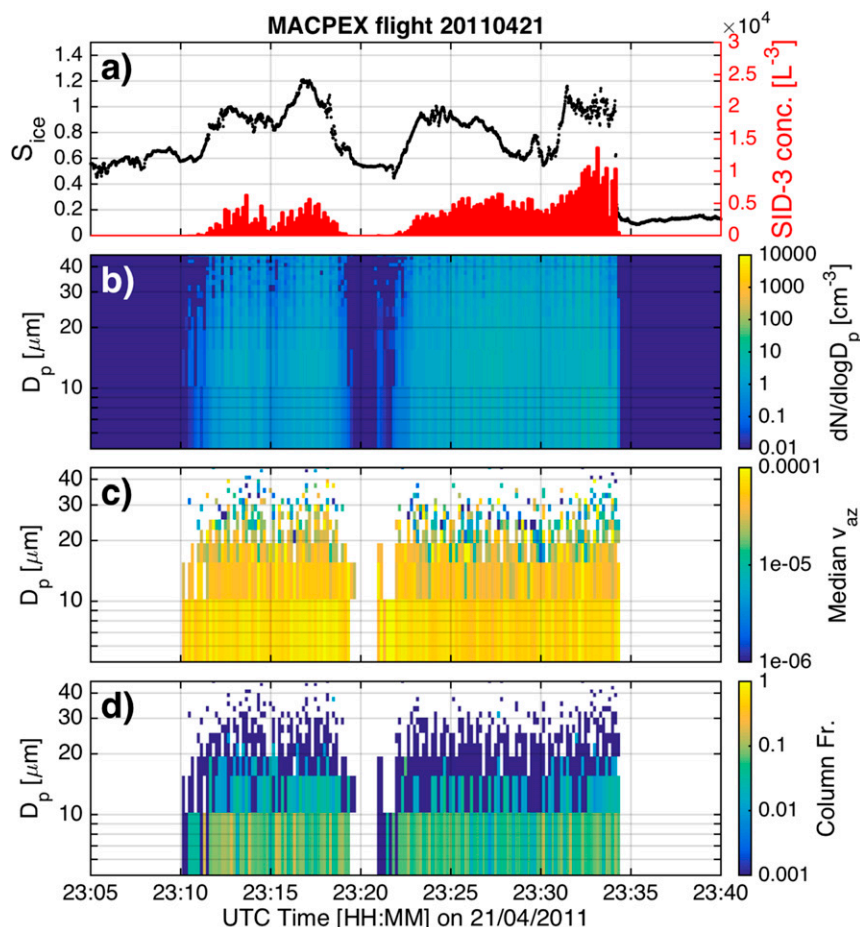 MACPEX flight 20110421
×10⁴
a)
1.4
1.2
1
0.8
0.6
0.4
0.2
0
S_ice
3
2.5
2
1.5
1
0.5
0
SID-3 conc. [L⁻³]
b)
40
30
20
10
D_p [μm]
10000
1000
100
10
1
0.1
0.01
dN/dlogD_p [cm⁻³]
c)
40
30
20
10
D_p [μm]
0.0001
1e-05
1e-06
Median v_az
d)
40
30
20
10
D_p [μm]
1
0.1
0.01
0.001
Column Fr.
23:05 23:10 23:15 23:20 23:25 23:30 23:35 23:40
UTC Time [HH:MM] on 21/04/2011